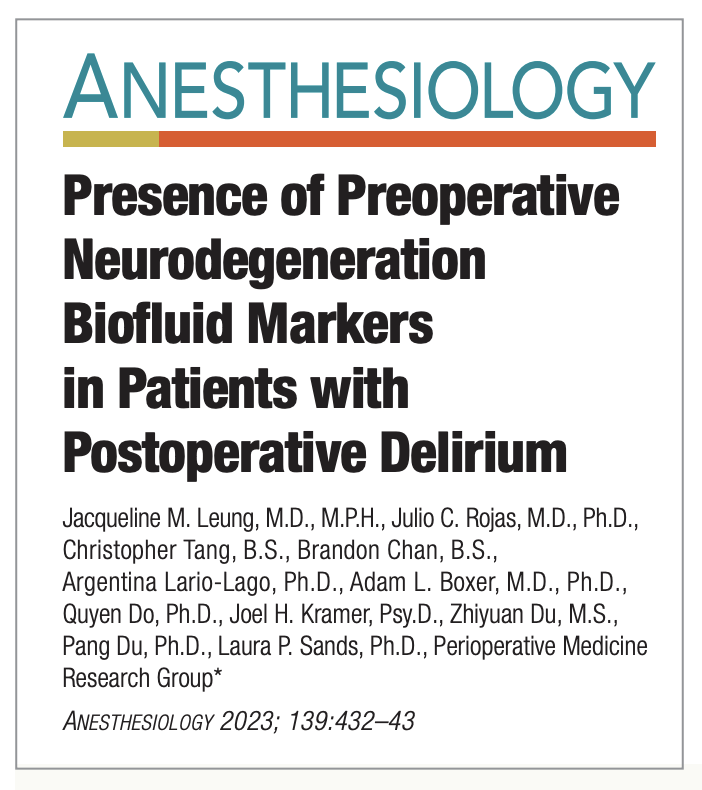 ANESTHESIOLOGY
Presence of Preoperative
Neurodegeneration
Biofluid Markers
in Patients with
Postoperative Delirium
Jacqueline M. Leung, M.D., M.P.H., Julio C. Rojas, M.D., Ph.D.,
Christopher Tang, B.S., Brandon Chan, B.S.,
Argentina Lario-Lago, Ph.D., Adam L. Boxer, M.D., Ph.D.,
Quyen Do, Ph.D., Joel H. Kramer, Psy.D., Zhiyuan Du, M.S.,
Pang Du, Ph.D., Laura P. Sands, Ph.D., Perioperative Medicine
Research Group*
ANESTHESIOLOGY 2023; 139:432–43